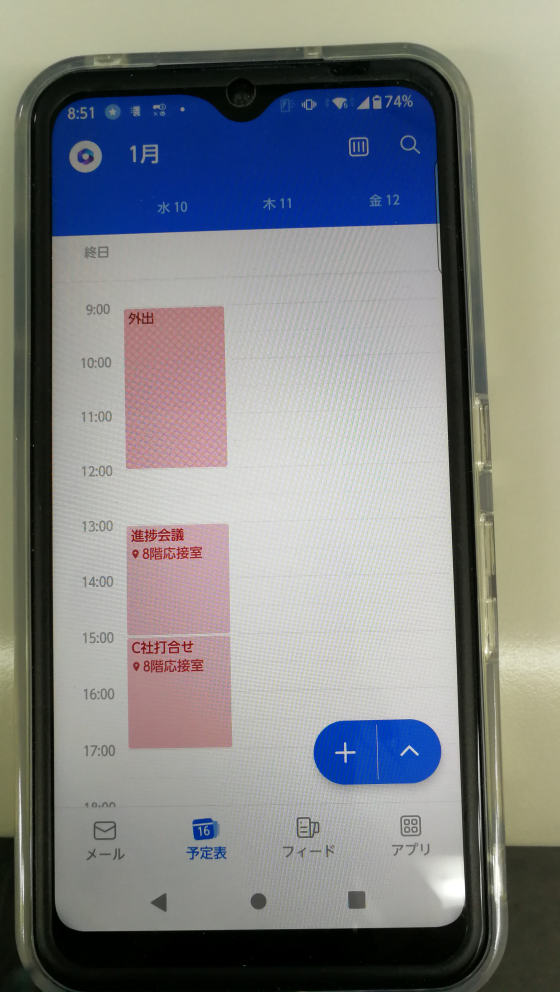 8:51
74%
1月
水 10
木 11
金 12
終日
9:00
外出
10:00
11:00
12:00
13:00
進捗会議
8階応接室
14:00
15:00
C社打合せ
8階応接室
16:00
17:00
18:00
16
メール
予定表
フィード
アプリ